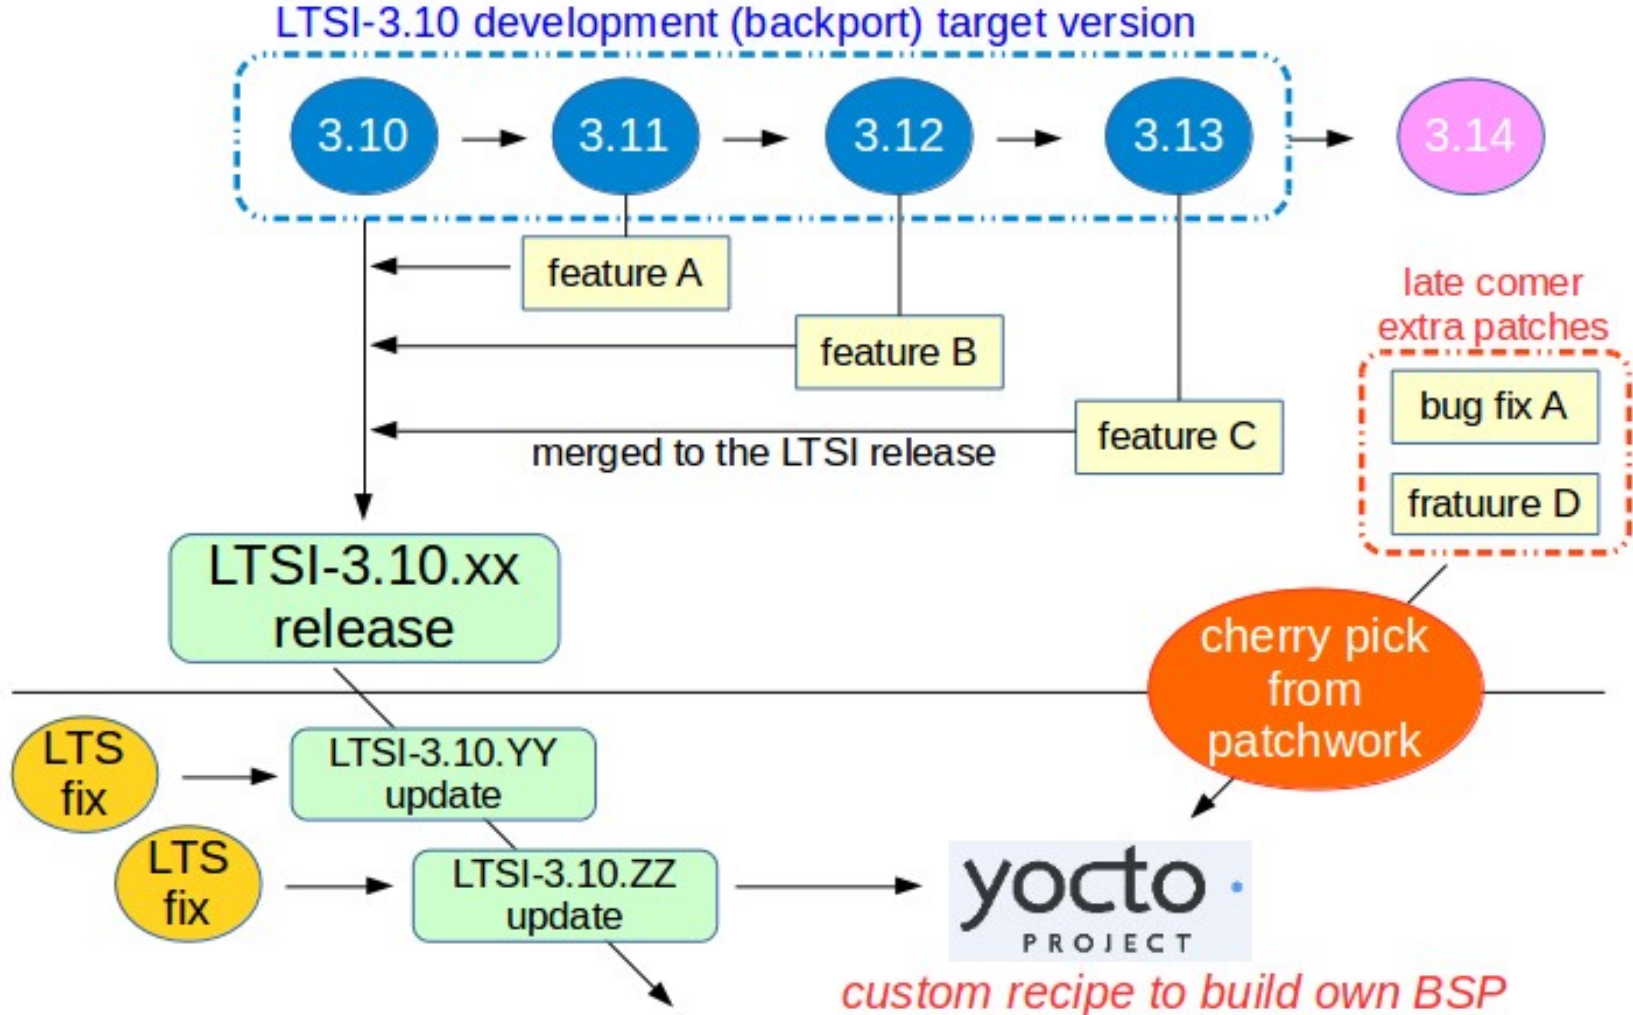 LTSI-3.10 development (backport) target version
3.10
3.11
3.12
3.13
3.14
feature A
late comer
extra patches
feature B
bug fix A
feature C
merged to the LTSI release
fratuure D
LTSI-3.10.xx
release
cherry pick
from
patchwork
LTS
fix
LTSI-3.10.YY
update
LTS
fix
LTSI-3.10.ZZ
update
yocto
PROJECT
custom recipe to build own BSP